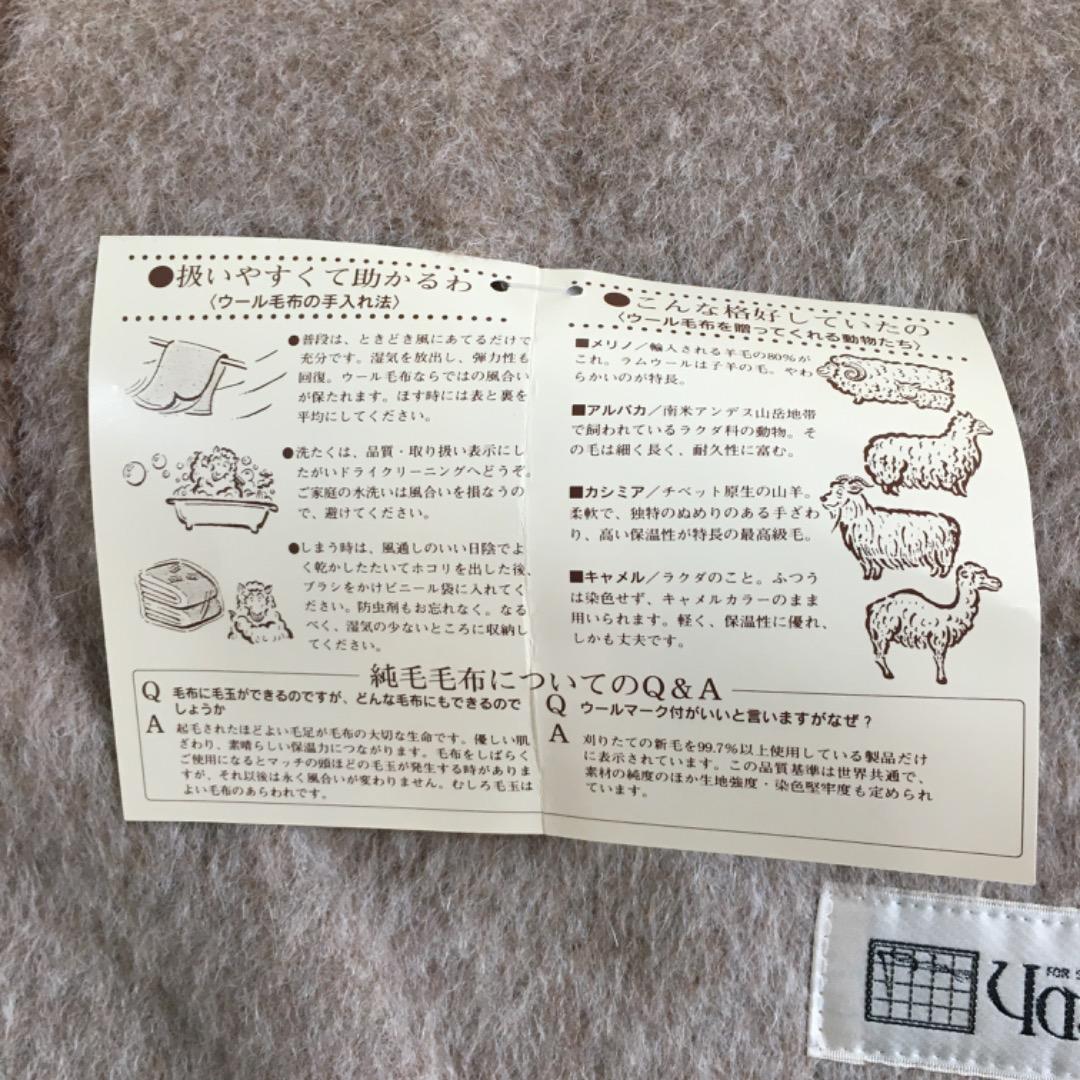 ●扱いやすくて助かるわ
〈ウール毛布の手入れ法〉
●普段は、ときどき風にあてるだけで
充分です。湿気を放出し、弾力性も
回復。ウール毛布ならではの風合い
が保たれます。ほす時には表と裏を
平均にしてください。
●洗たくは、品質・取り扱い表示にし
たがいドライクリーニングへどうぞ。
ご家庭の水洗いは風合いを損なうの
で、避けてください。
●しまう時は、風通しのいい日陰でよ
く乾かしたたいてホコリを出した後、
ブラシをかけビニール袋に入れてく
ださい。防虫剤もお忘れなく。なる
べく、湿気の少ないところに収納し
てください。
●こんな格好していたの
〈ウール毛布を贈ってくれる動物たち〉
■メリノ／輸入される羊毛の80%が
これ。ラムウールは子羊の毛。やわ
らかいのが特長。
■アルパカ／南米アンデス山岳地帯
で飼われているラクダ科の動物。そ
の毛は細く長く、耐久性に富む。
■カシミア／チベット原生の山羊。
柔軟で、独特のぬめりのある手ざわ
り、高い保温性が特長の最高級毛。
■キャメル／ラクダのこと。ふつう
は染色せず、キャメルカラーのまま
用いられます。軽く、保温性に優れ、
しかも丈夫です。
純毛毛布についてのQ&A
Q 毛布に毛玉ができるのですが、どんな毛布にもできるので
しょうか
A 起毛されたほどよい毛足が毛布の大切な生命です。優しい肌
ざわり、素晴らしい保温力につながります。毛布をしばらく
ご使用になるとマッチの頭ほどの毛玉が発生する時がありま
すが、それ以後は永く風合いが変わりません。むしろ毛玉は
よい毛布のあらわれです。
Q ウールマーク付がいいと言いますがなぜ？
A 刈りたての新毛を99.7%以上使用している製品だけ
に表示されています。この品質基準は世界共通で、
素材の純度のほか生地強度・染色堅牢度も定められ
ています。
FOR S